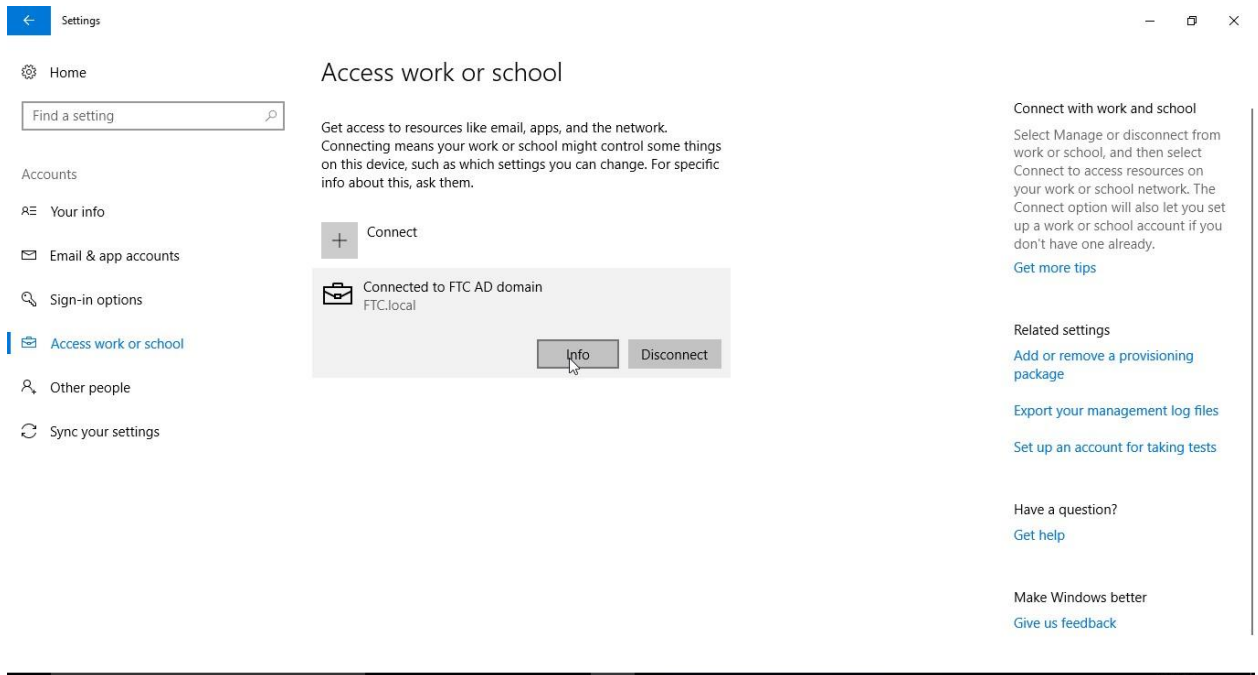 Settings
Home
Find a setting
Accounts
Your info
Email & app accounts
Sign-in options
Access work or school
Other people
Sync your settings
Access work or school
Get access to resources like email, apps, and the network.
Connecting means your work or school might control some things
on this device, such as which settings you can change. For specific
info about this, ask them.
Connect
Connected to FTC AD domain
FTC.local
Info
Disconnect
Connect with work and school
Select Manage or disconnect from
work or school, and then select
Connect to access resources on
your work or school network. The
Connect option will also let you set
up a work or school account if you
don't have one already.
Get more tips
Related settings
Add or remove a provisioning
package
Export your management log files
Set up an account for taking tests
Have a question?
Get help
Make Windows better
Give us feedback